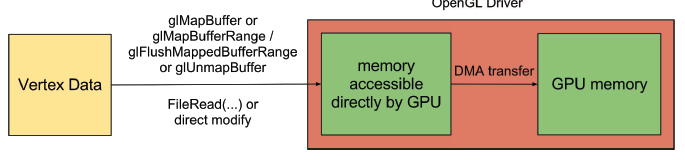 OpenGL Driver
glMapBuffer or
glMapBufferRange /
glFlushMappedBufferRange
or glUnmapBuffer
Vertex Data
FileRead(...) or
direct modify
memory
accessible
directly by GPU
DMA transfer
GPU memory